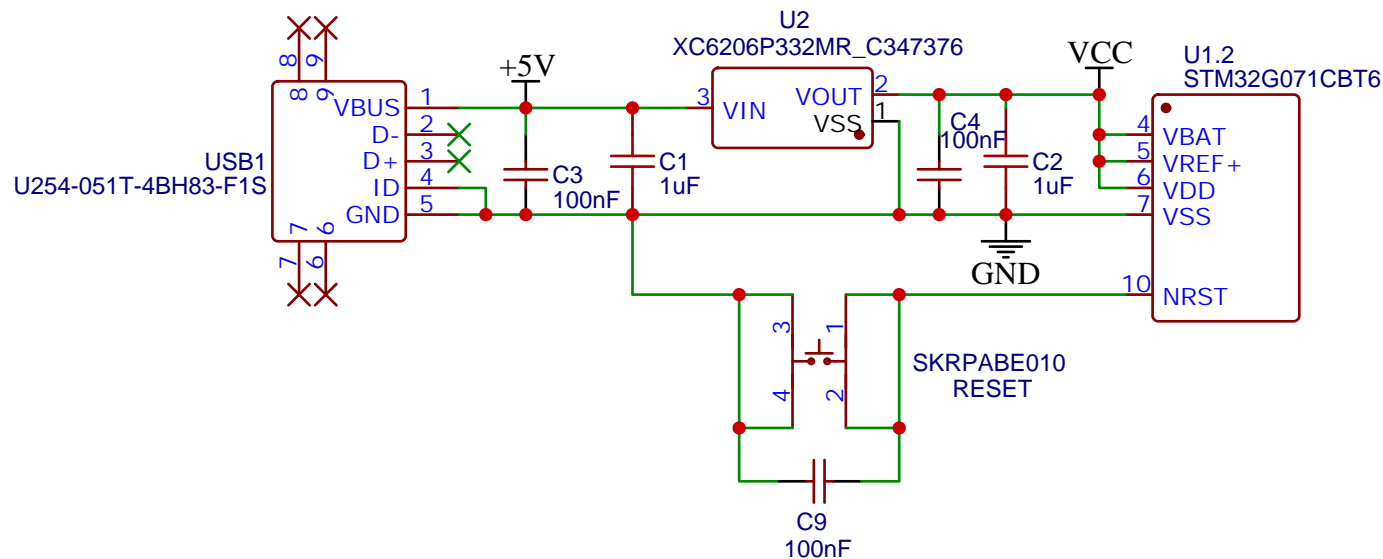 U2
XC6206P332MR_C347376
VCC
U1.2
STM32G071CBT6
+5V
8
9
8
9
VBUS
1
D-
2
D+
3
ID
4
GND
5
7
6
7
6
USB1
U254-051T-4BH83-F1S
C3
100nF
C1
1uF
3
VIN
VOUT
2
VSS
1
C4
100nF
C2
1uF
4
VBAT
5
VREF+
6
VDD
7
VSS
10
NRST
GND
3
1
4
2
SKRPABE010
RESET
C9
100nF